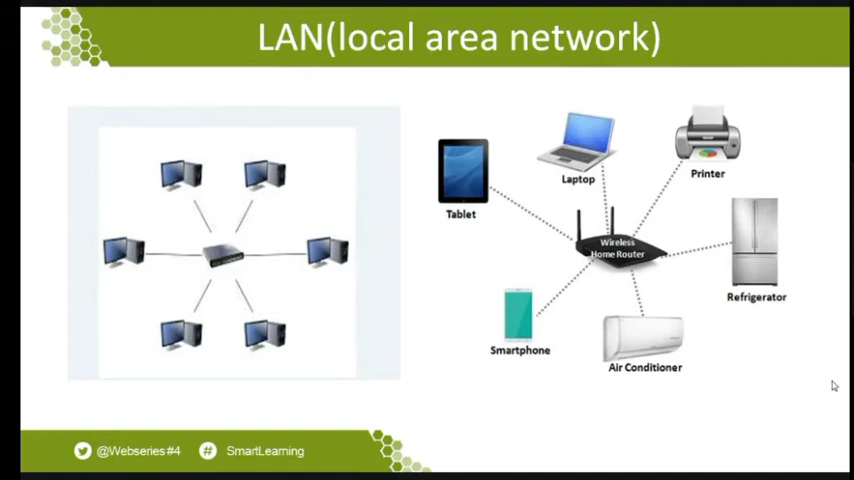 LAN(local area network)
Tablet
Laptop
Printer
Wireless
Home Router
Refrigerator
Smartphone
Air Conditioner
@Webseries#4
# SmartLearning